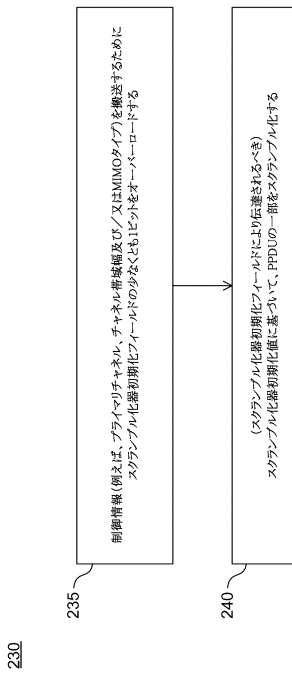 230
235
制御情報(例えば、プライマリチャネル、チャネル帯域幅及び/又はMIMOタイプ)を搬送するために
スクランブル化器初期化フィールドの少なくとも1ビットをオーバーロードする
240
(スクランブル化器初期化フィールドにより伝達されるべき)
スクランブル化器初期化値に基づいて、PPDUの一部をスクランブル化する